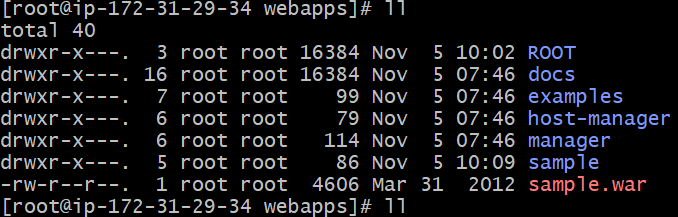 [root@ip-172-31-29-34 webapps]# ll
total 40
drwxr-x---.  3 root root 16384 Nov  5 10:02 ROOT
drwxr-x---. 16 root root 16384 Nov  5 07:46 docs
drwxr-x---.  7 root root    99 Nov  5 07:46 examples
drwxr-x---.  6 root root    79 Nov  5 07:46 host-manager
drwxr-x---.  6 root root   114 Nov  5 07:46 manager
drwxr-x---.  5 root root    86 Nov  5 10:09 sample
-rw-r--r--.  1 root root  4606 Mar 31  2012 sample.war
[root@ip-172-31-29-34 webapps]# ll